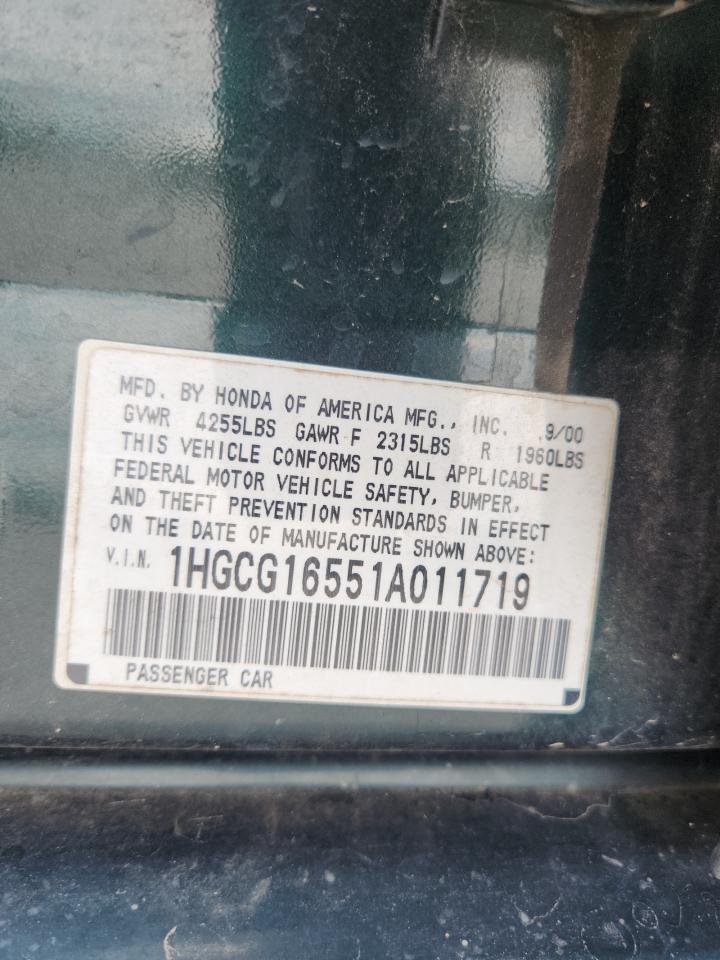 MFD. BY HONDA OF AMERICA MFG., INC. 9/00
GVWR 4255LBS GAWR F 2315LBS R 1960LBS
THIS VEHICLE CONFORMS TO ALL APPLICABLE
FEDERAL MOTOR VEHICLE SAFETY, BUMPER,
AND THEFT PREVENTION STANDARDS IN EFFECT
ON THE DATE OF MANUFACTURE SHOWN ABOVE:
V.I.N. 1HGCG16551A011719
PASSENGER CAR